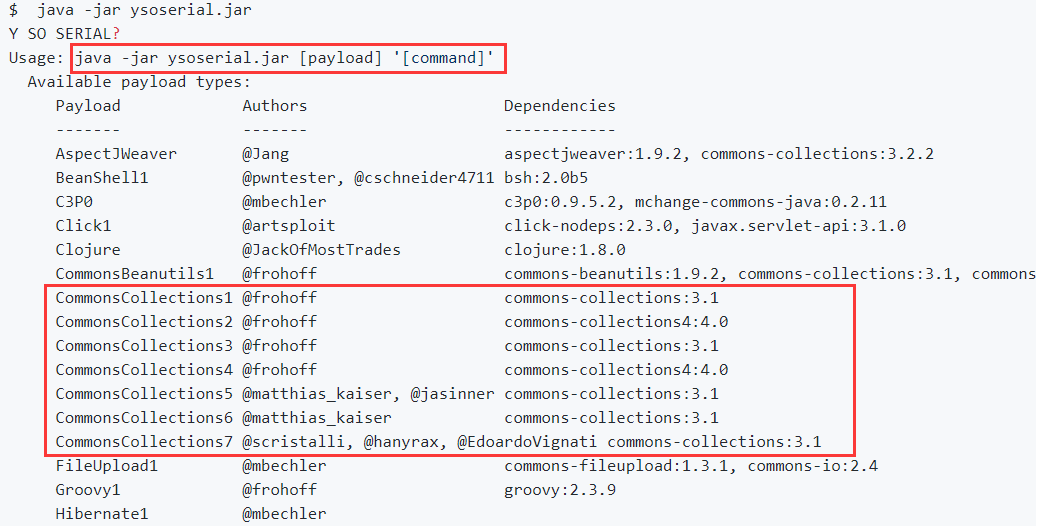 $  java -jar ysoserial.jar
Y SO SERIAL?
Usage: java -jar ysoserial.jar [payload] '[command]'
  Available payload types:
     Payload             Authors                     Dependencies
     -------             -------                     ------------
     AspectJWeaver       @Jang                       aspectjweaver:1.9.2, commons-collections:3.2.2
     BeanShell1          @pwntester, @cschneider4711 bsh:2.0b5
     C3P0                @mbechler                   c3p0:0.9.5.2, mchange-commons-java:0.2.11
     Click1              @artsploit                  click-nodeps:2.3.0, javax.servlet-api:3.1.0
     Clojure             @JackOfMostTrades           clojure:1.8.0
     CommonsBeanutils1   @frohoff                    commons-beanutils:1.9.2, commons-collections:3.1, commons
     CommonsCollections1 @frohoff                    commons-collections:3.1
     CommonsCollections2 @frohoff                    commons-collections4:4.0
     CommonsCollections3 @frohoff                    commons-collections:3.1
     CommonsCollections4 @frohoff                    commons-collections4:4.0
     CommonsCollections5 @matthias_kaiser, @jasinner commons-collections:3.1
     CommonsCollections6 @matthias_kaiser            commons-collections:3.1
     CommonsCollections7 @scristalli, @hanyrax, @EdoardoVignati commons-collections:3.1
     FileUpload1         @mbechler                   commons-fileupload:1.3.1, commons-io:2.4
     Groovy1             @frohoff                    groovy:2.3.9
     Hibernate1          @mbechler